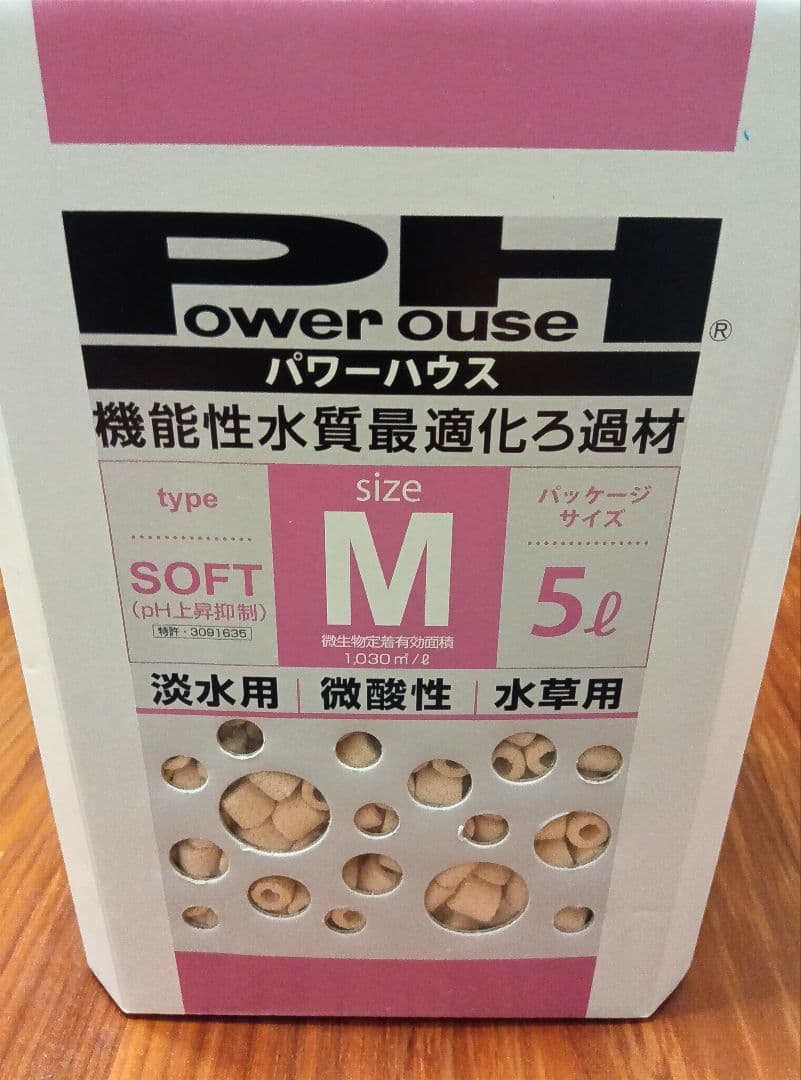 Power House®
パワーハウス
機能性水質最適化ろ過材
type
SOFT
(pH上昇抑制)
特許・3091635
size
M
微生物定着有効面積
1,030㎡/ℓ
パッケージ
サイズ
5ℓ
淡水用 | 微酸性 | 水草用